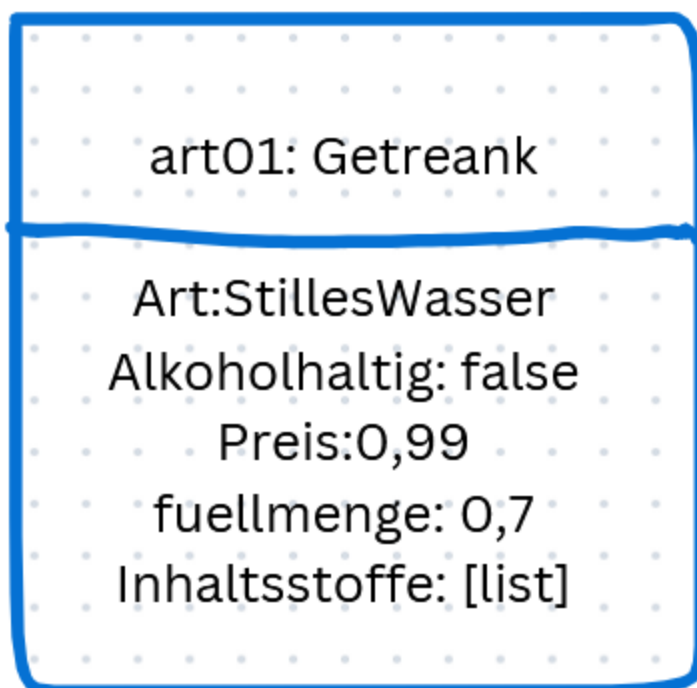 art01: Getreank
Art:StillesWasser
Alkoholhaltig: false
Preis:0,99
fuellmenge: 0,7
Inhaltsstoffe: [list]